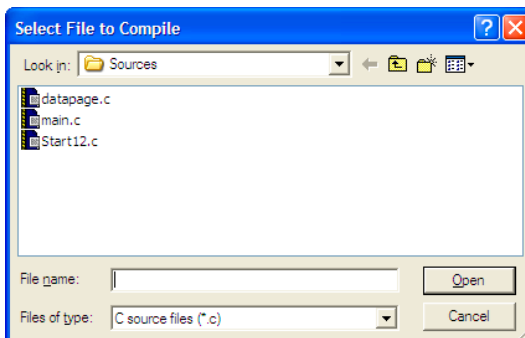 Select File to Compile
Look in: Sources
datapage.c
main.c
Start12.c
File name: Open
Files of type: C source files (*.c) Cancel